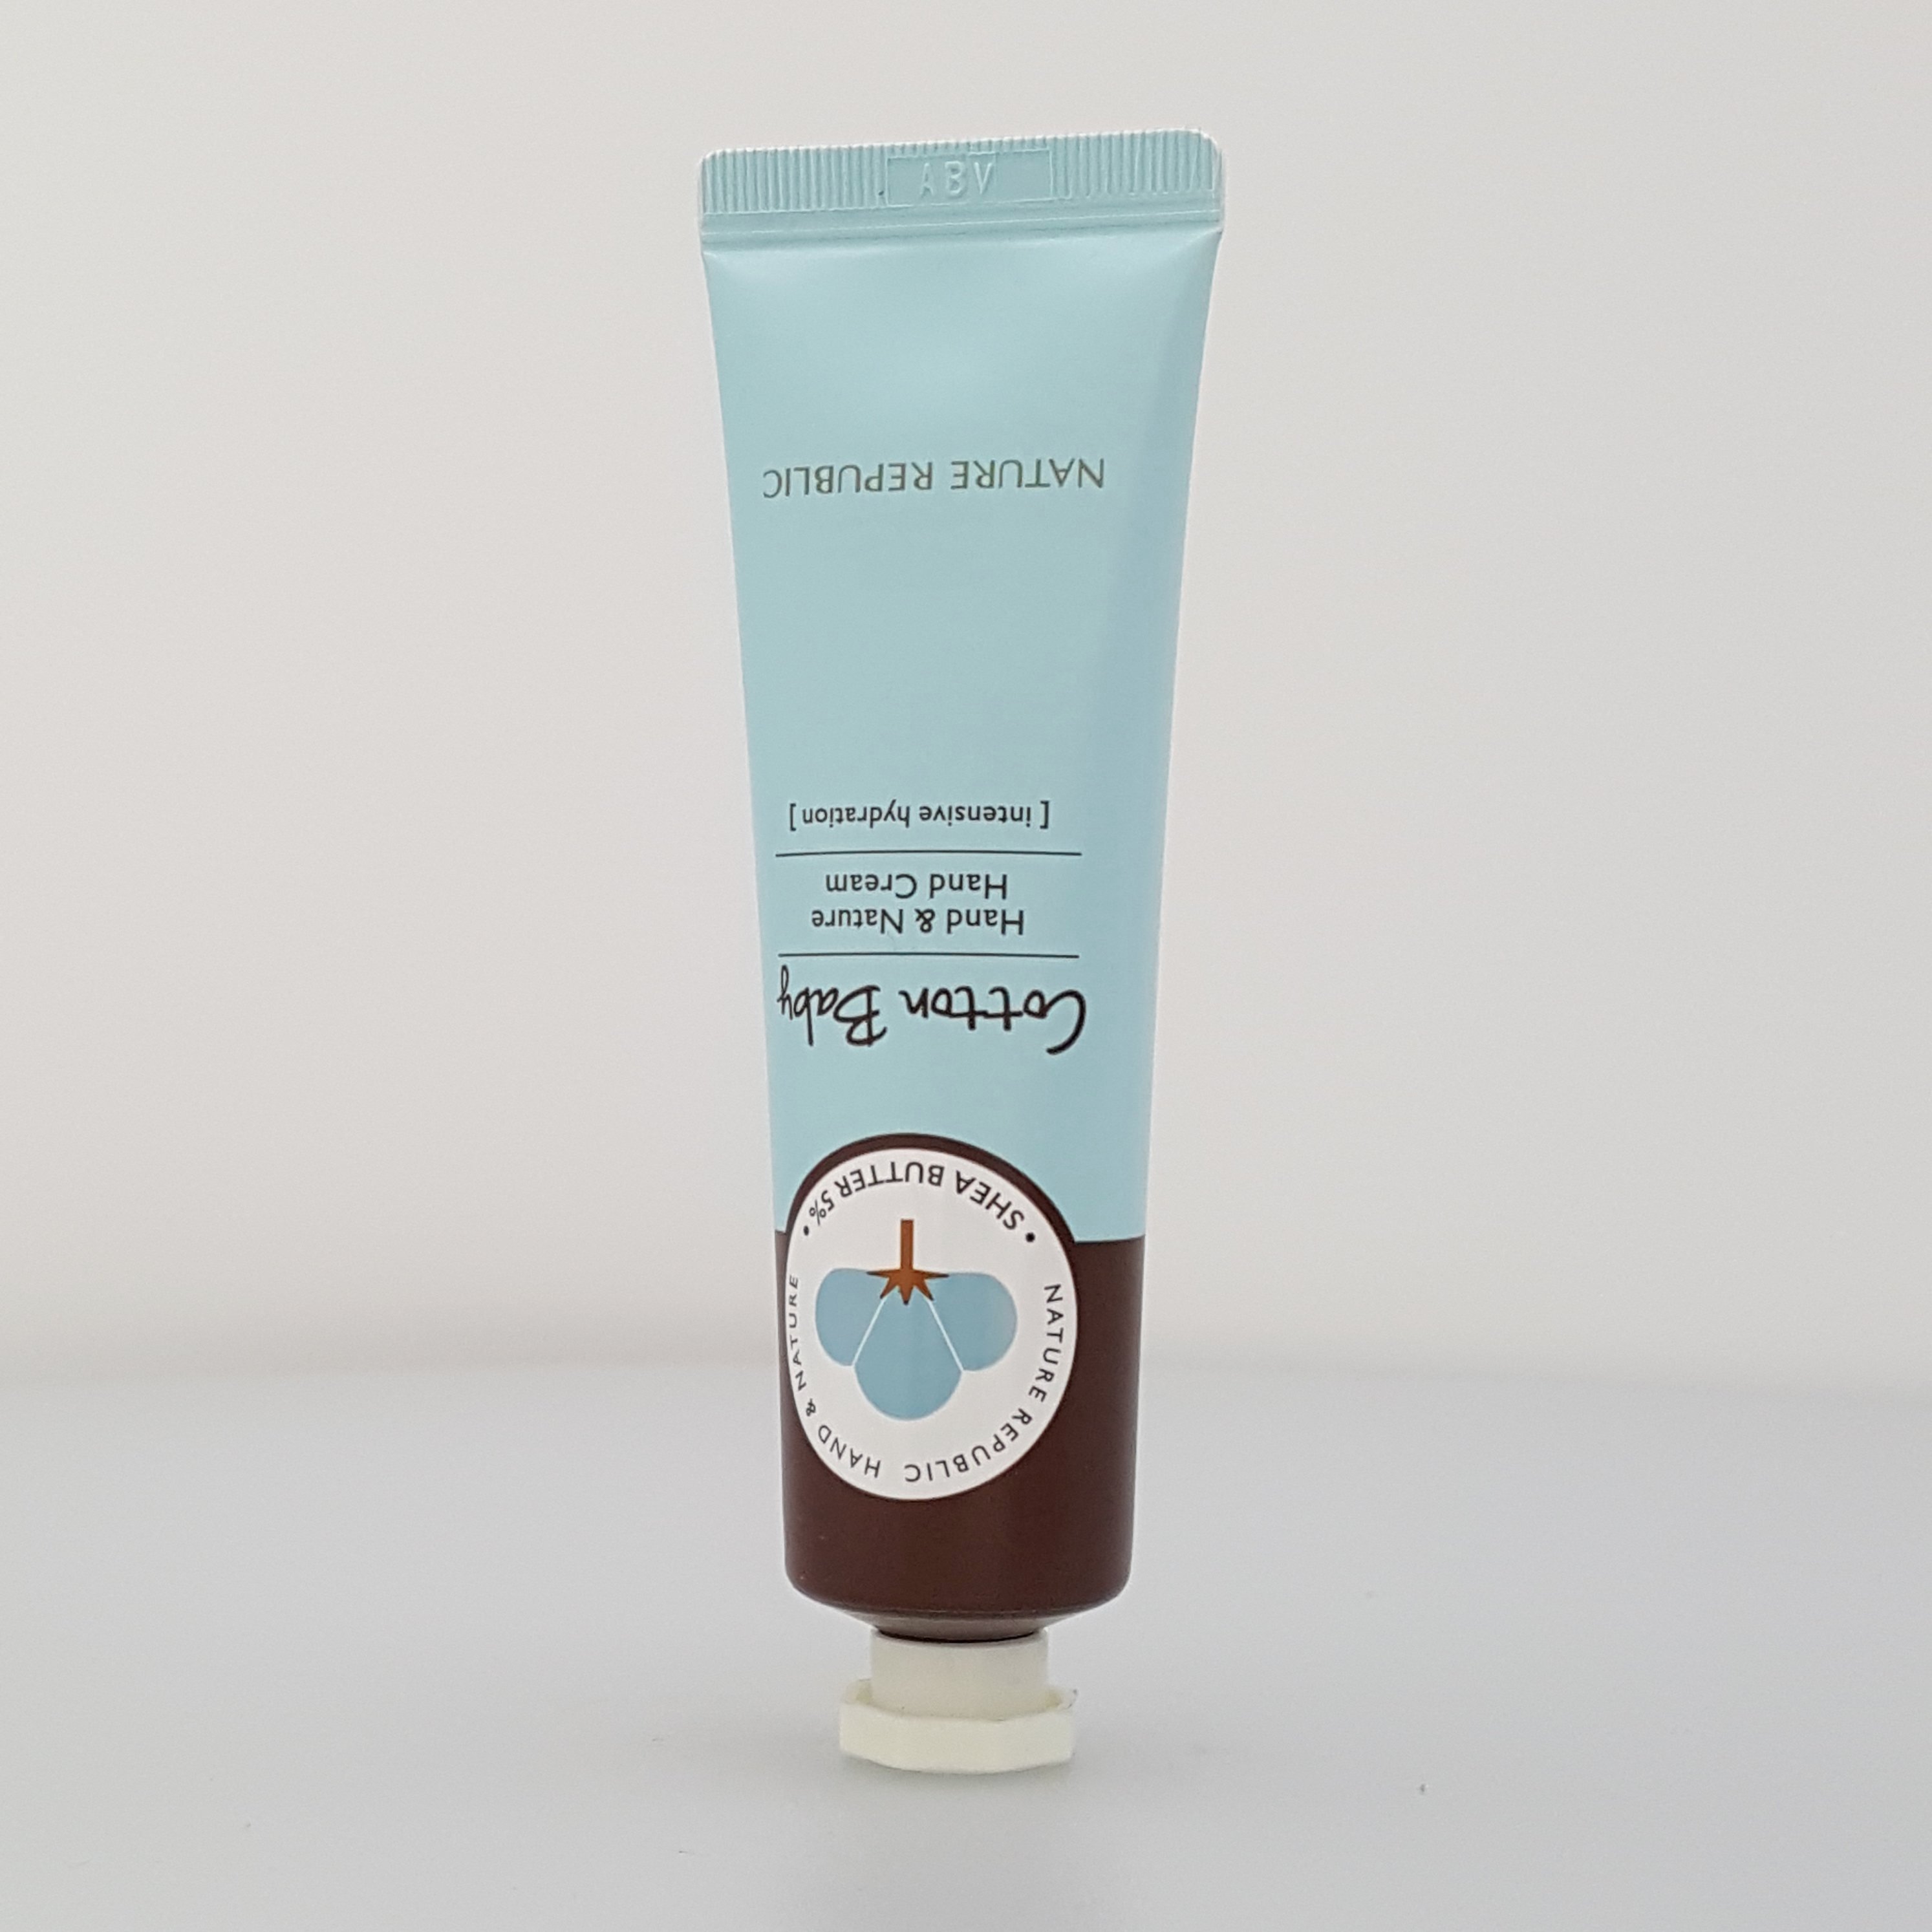 NATURE REPUBLIC HAND & NATURE
• SHEA BUTTER 5% •
Cotton Baby
Hand & Nature
Hand Cream
[ intensive hydration ]
NATURE REPUBLIC
ABV